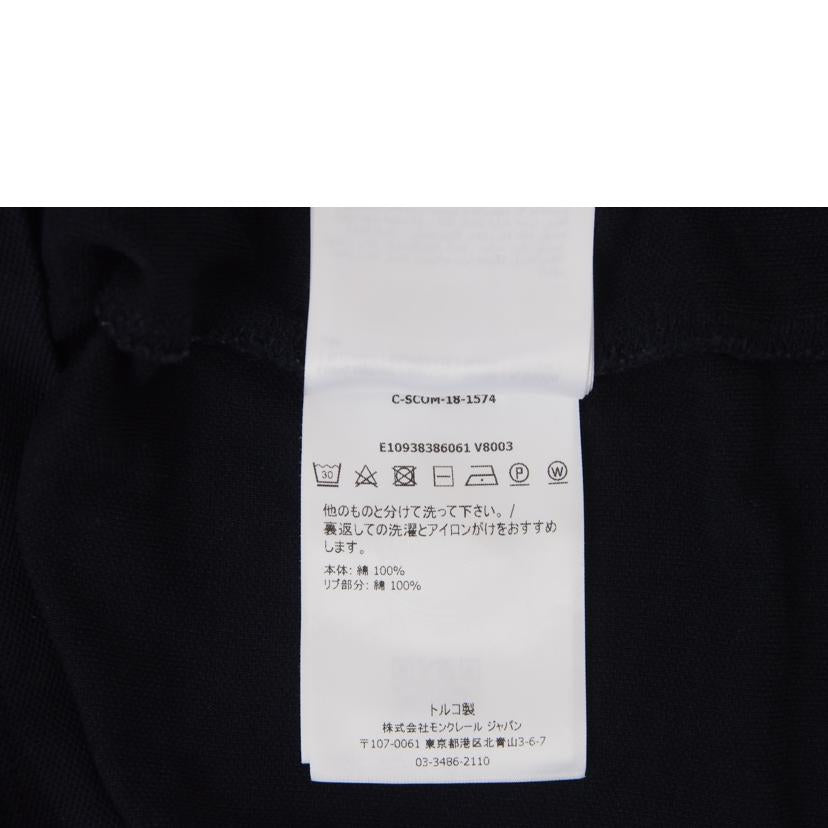 C-SCOM-18-1574
E10938386061 V8003
30
P
W
他のものと分けて洗って下さい。/
裏返しての洗濯とアイロンがけをおすすめ
します。
本体: 綿 100%
リブ部分: 綿 100%
トルコ製
株式会社モンクレール ジャパン
〒107-0061 東京都港区北青山3-6-7
03-3486-2110